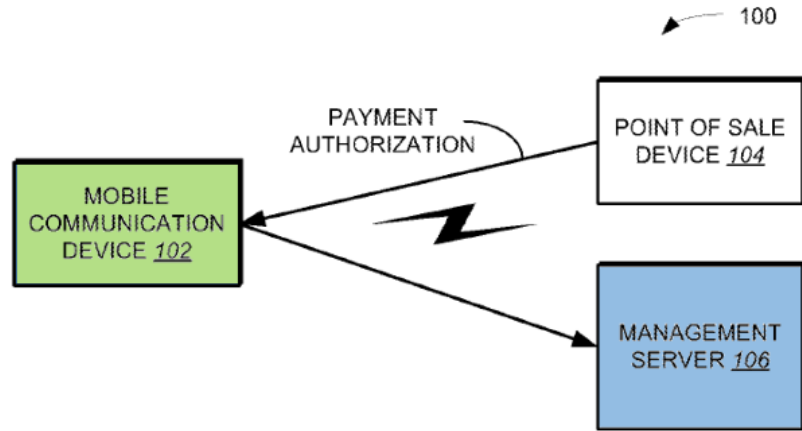 100
PAYMENT
AUTHORIZATION
POINT OF SALE
DEVICE 104
MOBILE
COMMUNICATION
DEVICE 102
MANAGEMENT
SERVER 106